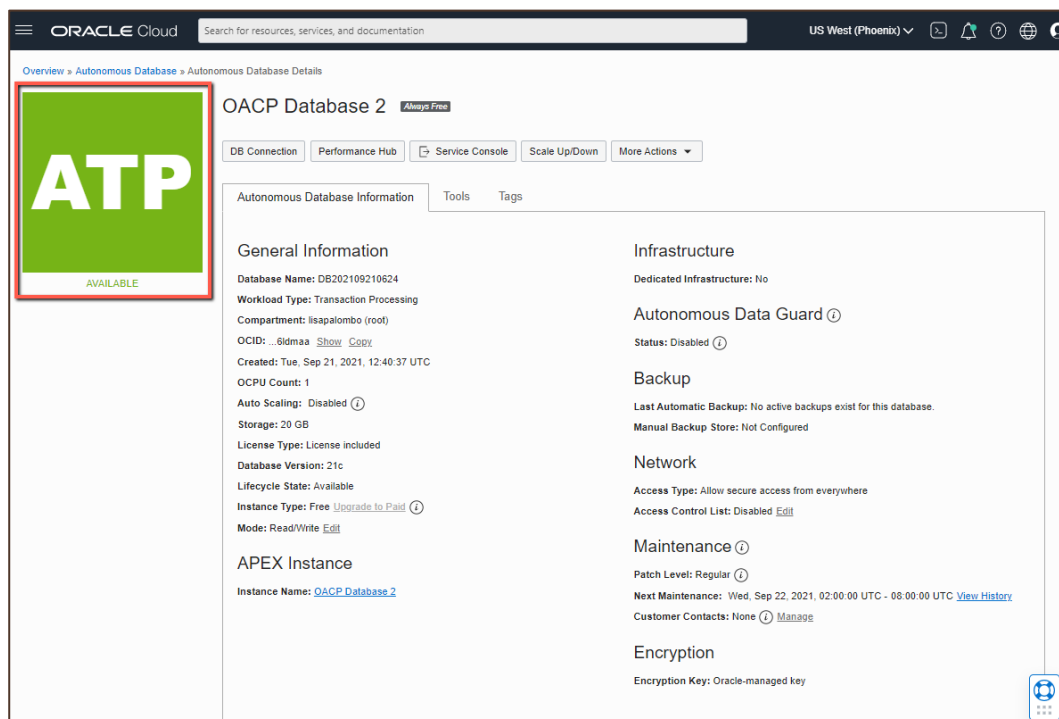 ORACLE Cloud
Search for resources, services, and documentation
US West (Phoenix)
Overview » Autonomous Database » Autonomous Database Details
ATP
AVAILABLE
OACP Database 2 Always Free
DB Connection Performance Hub Service Console Scale Up/Down More Actions
Autonomous Database Information Tools Tags
General Information
Database Name: DB202109210624
Workload Type: Transaction Processing
Compartment: lisapalombo (root)
OCID: ...6ldmaa Show Copy
Created: Tue, Sep 21, 2021, 12:40:37 UTC
OCPU Count: 1
Auto Scaling: Disabled
Storage: 20 GB
License Type: License included
Database Version: 21c
Lifecycle State: Available
Instance Type: Free Upgrade to Paid
Mode: Read/Write Edit
APEX Instance
Instance Name: OACP Database 2
Infrastructure
Dedicated Infrastructure: No
Autonomous Data Guard
Status: Disabled
Backup
Last Automatic Backup: No active backups exist for this database.
Manual Backup Store: Not Configured
Network
Access Type: Allow secure access from everywhere
Access Control List: Disabled Edit
Maintenance
Patch Level: Regular
Next Maintenance: Wed, Sep 22, 2021, 02:00:00 UTC - 08:00:00 UTC View History
Customer Contacts: None Manage
Encryption
Encryption Key: Oracle-managed key